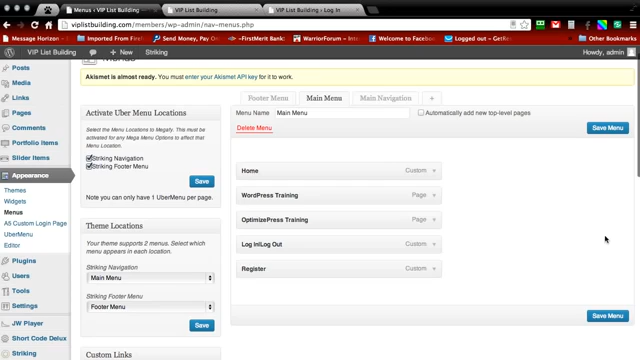 Menus ‹ VIP List Building
VIP List Building
VIP List Building › Log In
viplistbuilding.com/members/wp-admin/nav-menus.php
Message Horizon
Imported From Firef
Send Money, Pay On
~FirstMerit Bank:
WarriorForum | Inter
Welcome to Facebook
Logged out | GetRe
Other Bookmarks
VIP List Building
+ New
Striking
Howdy, admin
Posts
Media
Links
Pages
Comments
Portfolio Items
Slider Items
Appearance
Themes
Widgets
Menus
A5 Custom Login Page
UberMenu
Editor
Plugins
Users
Tools
Settings
JW Player
Short Code Delux
Striking
Menus
Akismet is almost ready. You must enter your Akismet API key for it to work.
Activate Uber Menu Locations
Select the Menu Locations to Megafy. This must be
activated for any Mega Menu Options to affect that
Menu Location.
Striking Navigation
Striking Footer Menu
Save
Note you can only have 1 UberMenu per page.
Theme Locations
Your theme supports 2 menus. Select which
menu appears in each location.
Striking Navigation
Main Menu
Striking Footer Menu
Footer Menu
Save
Custom Links
Footer Menu
Main Menu
Main Navigation
+
Menu Name Main Menu
Automatically add new top-level pages
Delete Menu
Save Menu
Home Custom
WordPress Training Page
OptimizePress Training Page
Log In|Log Out Custom
Register Custom
Save Menu